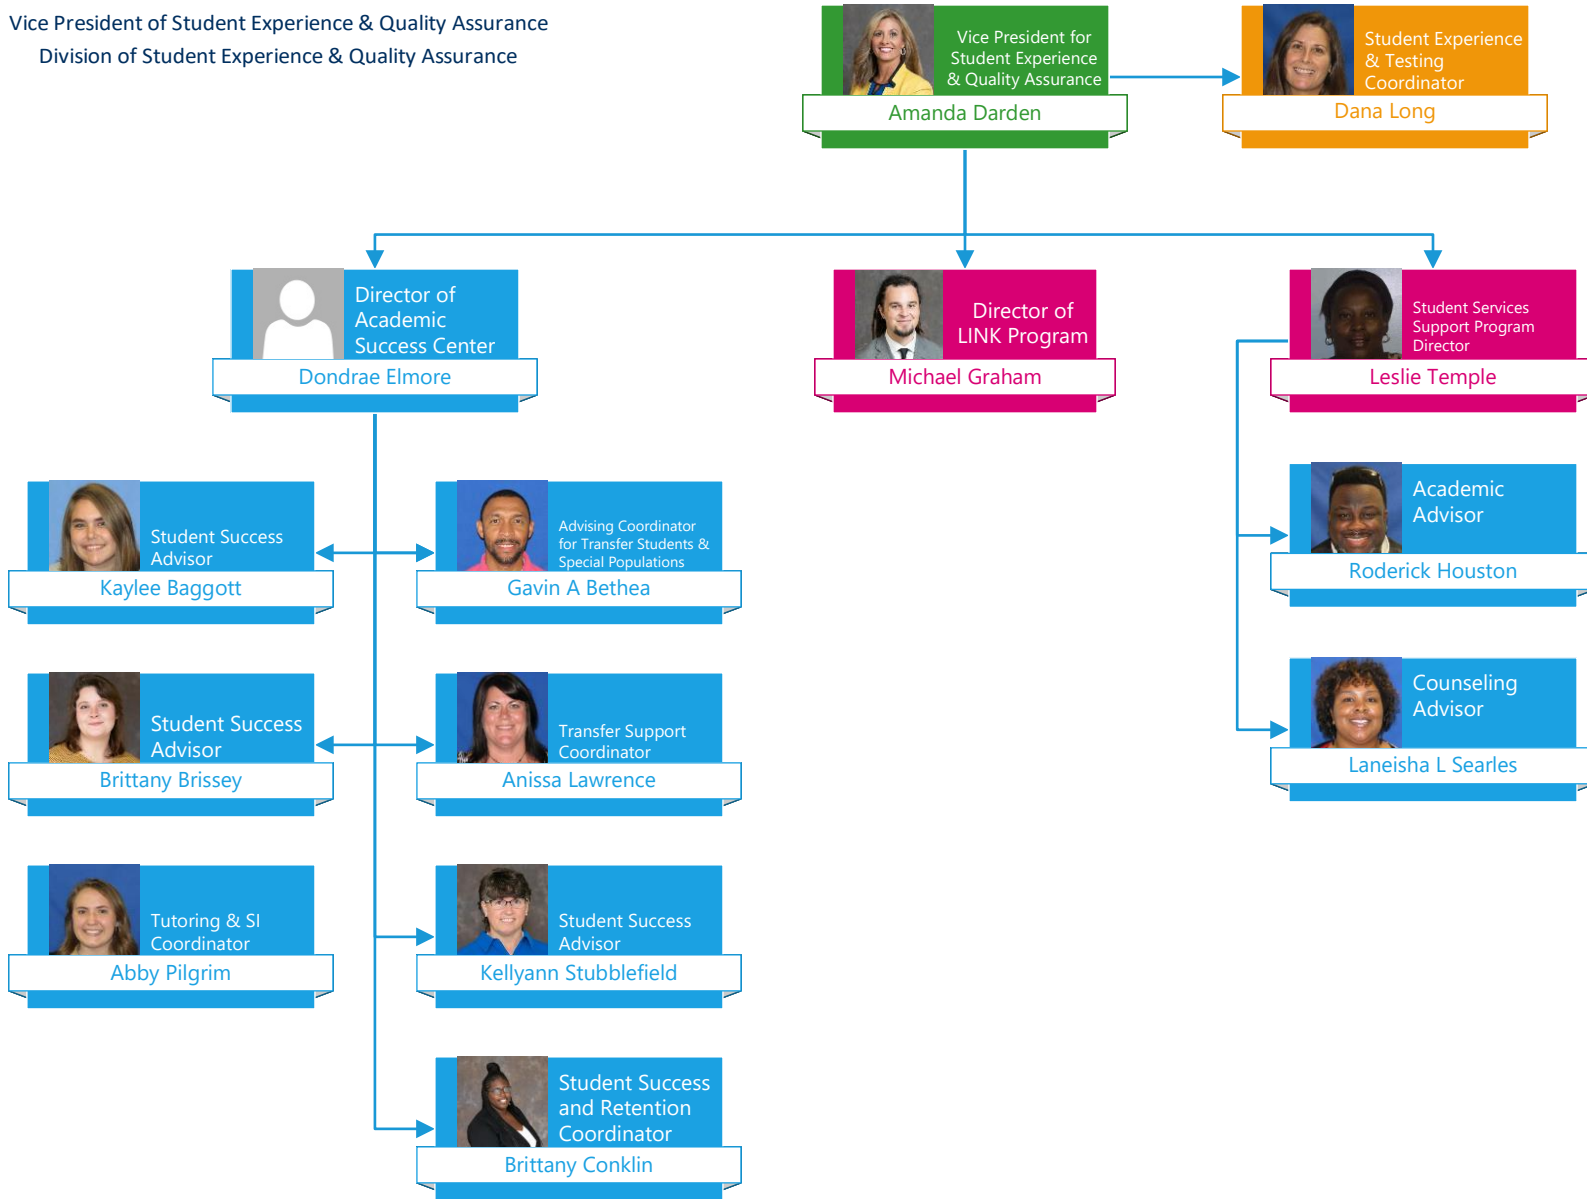 Vice President of Student Experience & Quality Assurance
Division of Student Experience & Quality Assurance
Vice President for
Student Experience
& Quality Assurance
Amanda Darden
Student Experience
& Testing
Coordinator
Dana Long
Director of
Academic
Success Center
Dondrae Elmore
Director of
LINK Program
Michael Graham
Student Services
Support Program
Director
Leslie Temple
Student Success
Advisor
Kaylee Baggott
Advising Coordinator
for Transfer Students &
Special Populations
Gavin A Bethea
Academic
Advisor
Roderick Houston
Student Success
Advisor
Brittany Brissey
Transfer Support
Coordinator
Anissa Lawrence
Counseling
Advisor
Laneisha L Searles
Tutoring & SI
Coordinator
Abby Pilgrim
Student Success
Advisor
Kellyann Stubblefield
Student Success
and Retention
Coordinator
Brittany Conklin